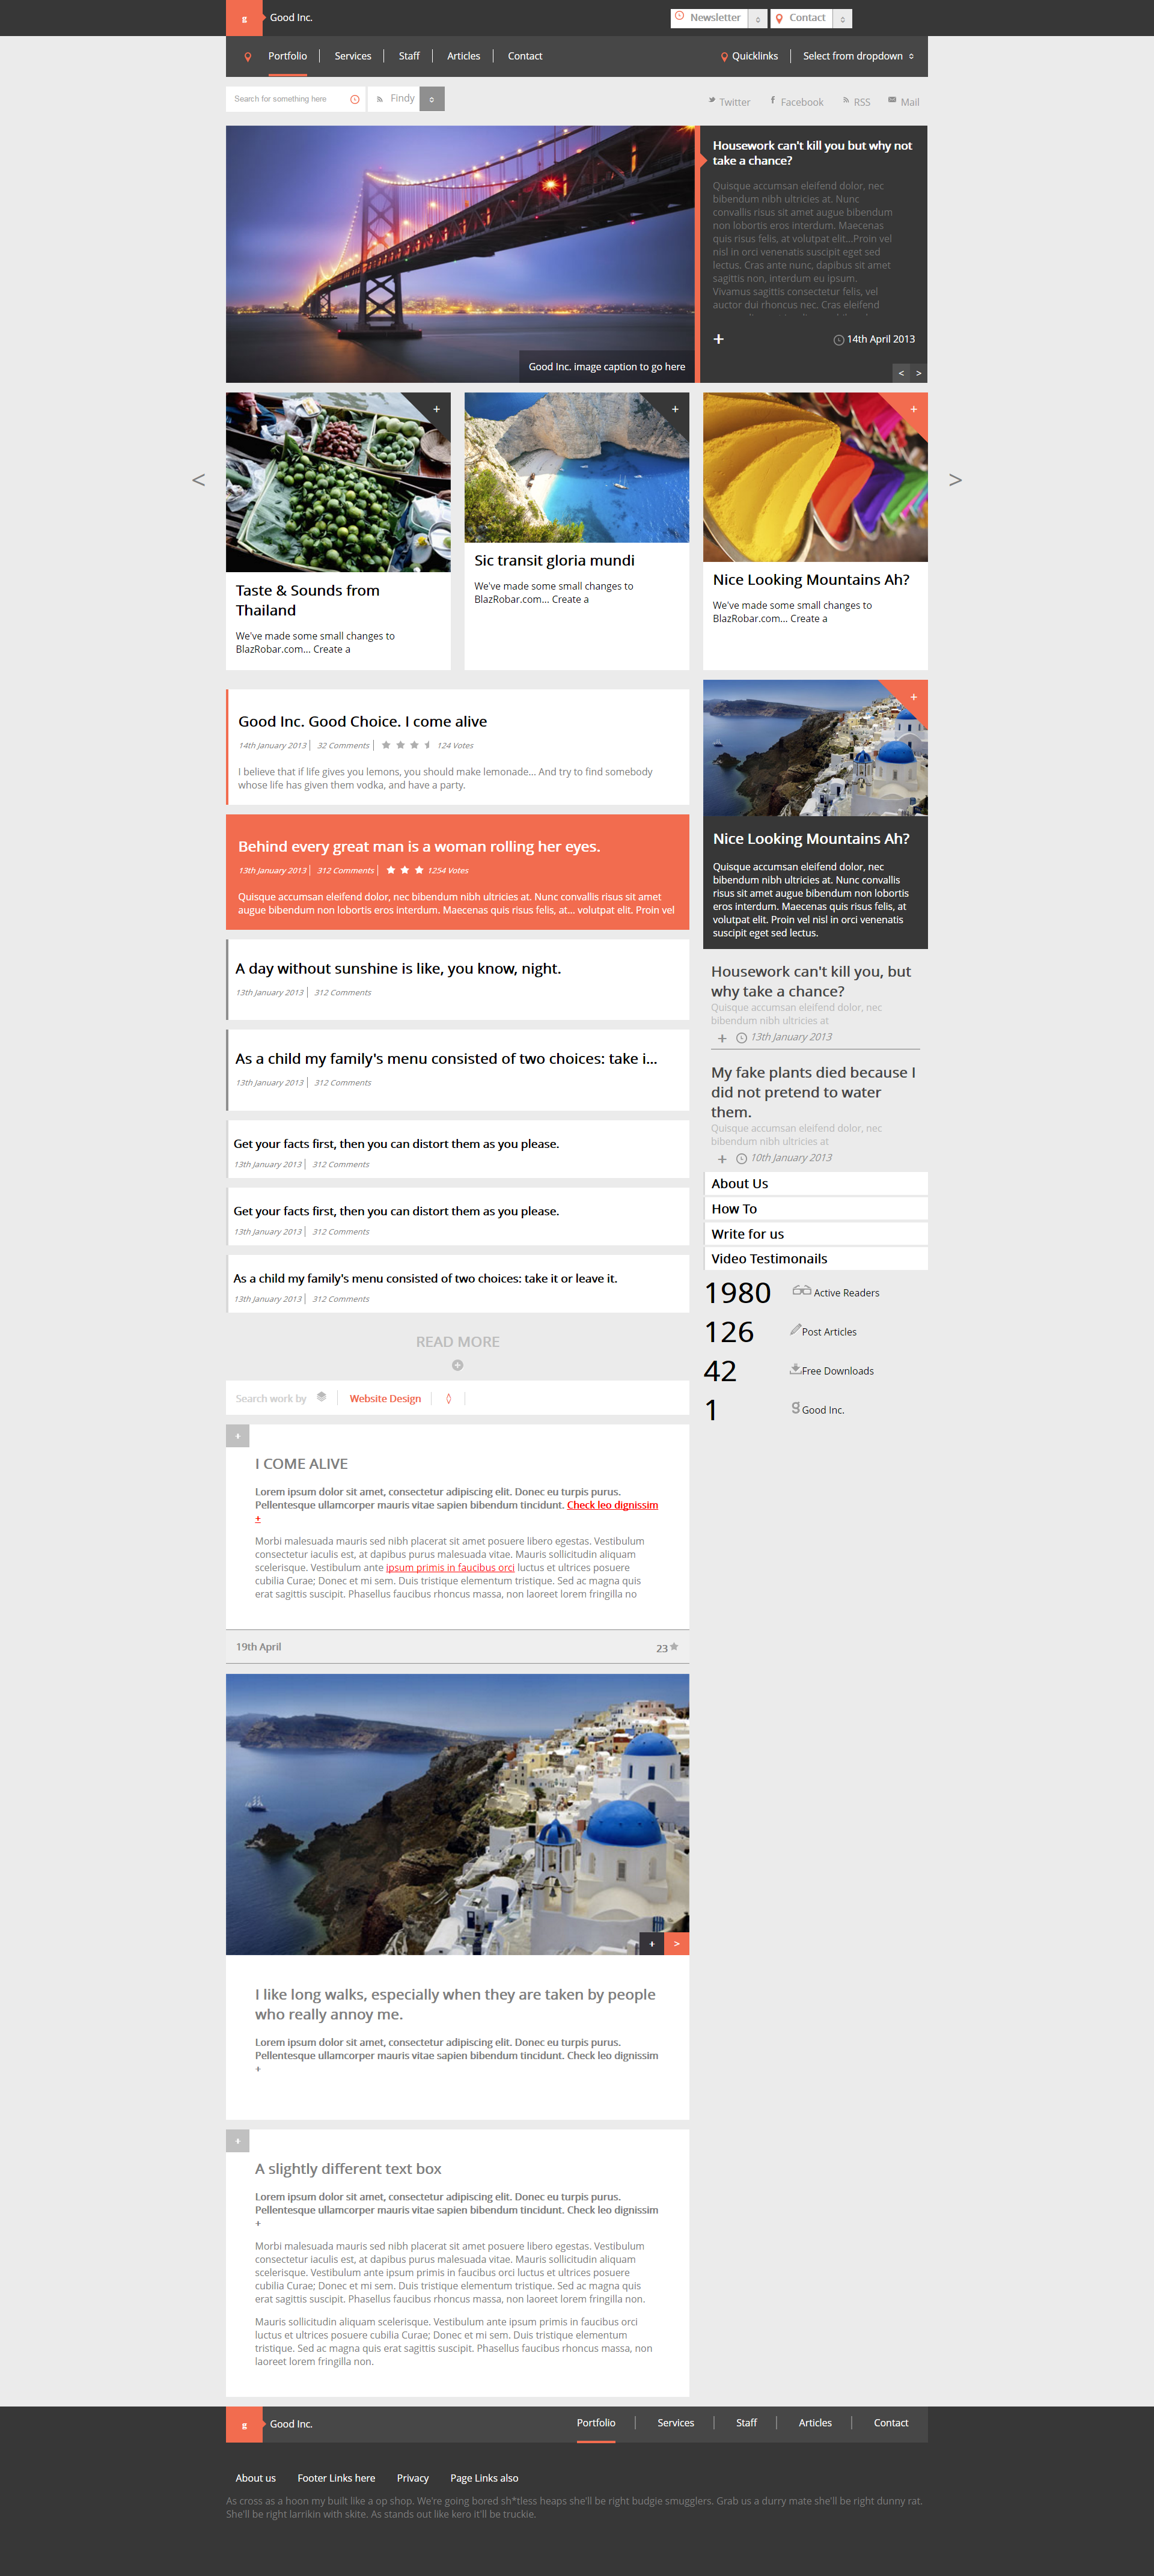 g Good Inc. Newsletter Contact
Portfolio Services Staff Articles Contact Quicklinks Select from dropdown
Search for something here Findy Twitter Facebook RSS Mail
Housework can't kill you but why not
take a chance?
Quisque accumsan eleifend dolor, nec
bibendum nibh ultricies at. Nunc
convallis risus sit amet augue bibendum
non lobortis eros interdum. Maecenas
quis risus felis, at volutpat elit...Proin vel
nisl in orci venenatis suscipit eget sed
lectus. Cras ante nunc, dapibus sit amet
sagittis non, interdum eu ipsum.
Vivamus sagittis consectetur felis, vel
auctor dui rhoncus nec. Cras eleifend
+ 14th April 2013
Good Inc. image caption to go here
< >
< >
+
Taste & Sounds from
Thailand
We've made some small changes to
BlazRobar.com... Create a
+
Sic transit gloria mundi
We've made some small changes to
BlazRobar.com... Create a
+
Nice Looking Mountains Ah?
We've made some small changes to
BlazRobar.com... Create a
Good Inc. Good Choice. I come alive
14th January 2013 32 Comments 124 Votes
I believe that if life gives you lemons, you should make lemonade... And try to find somebody
whose life has given them vodka, and have a party.
Behind every great man is a woman rolling her eyes.
13th January 2013 312 Comments 1254 Votes
Quisque accumsan eleifend dolor, nec bibendum nibh ultricies at. Nunc convallis risus sit amet
augue bibendum non lobortis eros interdum. Maecenas quis risus felis, at... volutpat elit. Proin vel
A day without sunshine is like, you know, night.
13th January 2013 312 Comments
As a child my family's menu consisted of two choices: take i...
13th January 2013 312 Comments
Get your facts first, then you can distort them as you please.
13th January 2013 312 Comments
Get your facts first, then you can distort them as you please.
13th January 2013 312 Comments
As a child my family's menu consisted of two choices: take it or leave it.
13th January 2013 312 Comments
READ MORE
+
Nice Looking Mountains Ah?
Quisque accumsan eleifend dolor, nec
bibendum nibh ultricies at. Nunc convallis
risus sit amet augue bibendum non lobortis
eros interdum. Maecenas quis risus felis, at
volutpat elit. Proin vel nisl in orci venenatis
suscipit eget sed lectus.
Housework can't kill you, but
why take a chance?
Quisque accumsan eleifend dolor, nec
bibendum nibh ultricies at
+ 13th January 2013
My fake plants died because I
did not pretend to water
them.
Quisque accumsan eleifend dolor, nec
bibendum nibh ultricies at
+ 10th January 2013
About Us
How To
Write for us
Video Testimonails
1980 Active Readers
126 Post Articles
42 Free Downloads
1 g Good Inc.
Search work by Website Design
+
I COME ALIVE
Lorem ipsum dolor sit amet, consectetur adipiscing elit. Donec eu turpis purus.
Pellentesque ullamcorper mauris vitae sapien bibendum tincidunt. Check leo dignissim
+
Morbi malesuada mauris sed nibh placerat sit amet posuere libero egestas. Vestibulum
consectetur iaculis est, at dapibus purus malesuada vitae. Mauris sollicitudin aliquam
scelerisque. Vestibulum ante ipsum primis in faucibus orci luctus et ultrices posuere
cubilia Curae; Donec et mi sem. Duis tristique elementum tristique. Sed ac magna quis
erat sagittis suscipit. Phasellus faucibus rhoncus massa, non laoreet lorem fringilla no
19th April 23
+ >
I like long walks, especially when they are taken by people
who really annoy me.
Lorem ipsum dolor sit amet, consectetur adipiscing elit. Donec eu turpis purus.
Pellentesque ullamcorper mauris vitae sapien bibendum tincidunt. Check leo dignissim
+
+
A slightly different text box
Lorem ipsum dolor sit amet, consectetur adipiscing elit. Donec eu turpis purus.
Pellentesque ullamcorper mauris vitae sapien bibendum tincidunt. Check leo dignissim
+
Morbi malesuada mauris sed nibh placerat sit amet posuere libero egestas. Vestibulum
consectetur iaculis est, at dapibus purus malesuada vitae. Mauris sollicitudin aliquam
scelerisque. Vestibulum ante ipsum primis in faucibus orci luctus et ultrices posuere
cubilia Curae; Donec et mi sem. Duis tristique elementum tristique. Sed ac magna quis
erat sagittis suscipit. Phasellus faucibus rhoncus massa, non laoreet lorem fringilla non.
Mauris sollicitudin aliquam scelerisque. Vestibulum ante ipsum primis in faucibus orci
luctus et ultrices posuere cubilia Curae; Donec et mi sem. Duis tristique elementum
tristique. Sed ac magna quis erat sagittis suscipit. Phasellus faucibus rhoncus massa, non
laoreet lorem fringilla non.
g Good Inc. Portfolio Services Staff Articles Contact
About us Footer Links here Privacy Page Links also
As cross as a hoon my built like a op shop. We're going bored sh*tless heaps she'll be right budgie smugglers. Grab us a durry mate she'll be right dunny rat.
She'll be right larrikin with skite. As stands out like kero it'll be truckie.